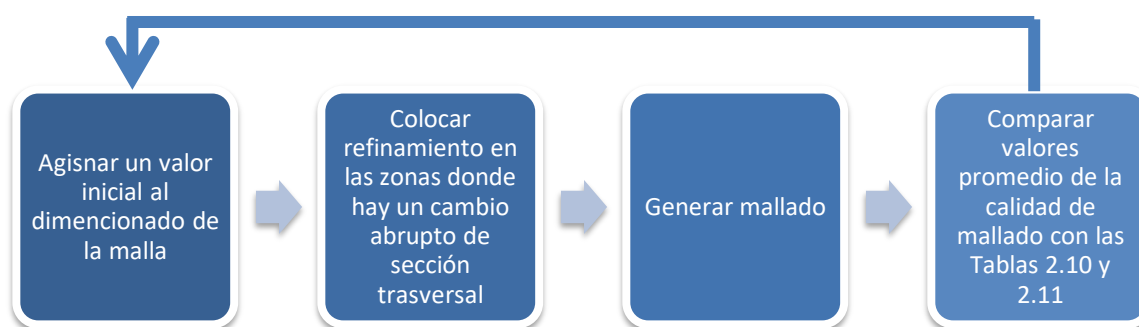 Agisnar un valor
inicial al
dimencionado de
la malla
Colocar
refinamiento en
las zonas donde
hay un cambio
abrupto de
sección
trasversal
Generar mallado
Comparar
valores
promedio de la
calidad de
mallado con las
Tablas 2.10 y
2.11